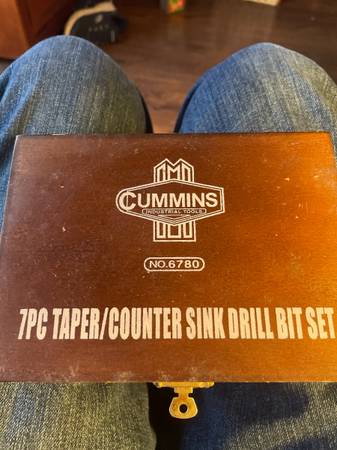 CUMMINS
INDUSTRIAL TOOLS
NO.6780
7PC TAPER/COUNTER SINK DRILL BIT SET